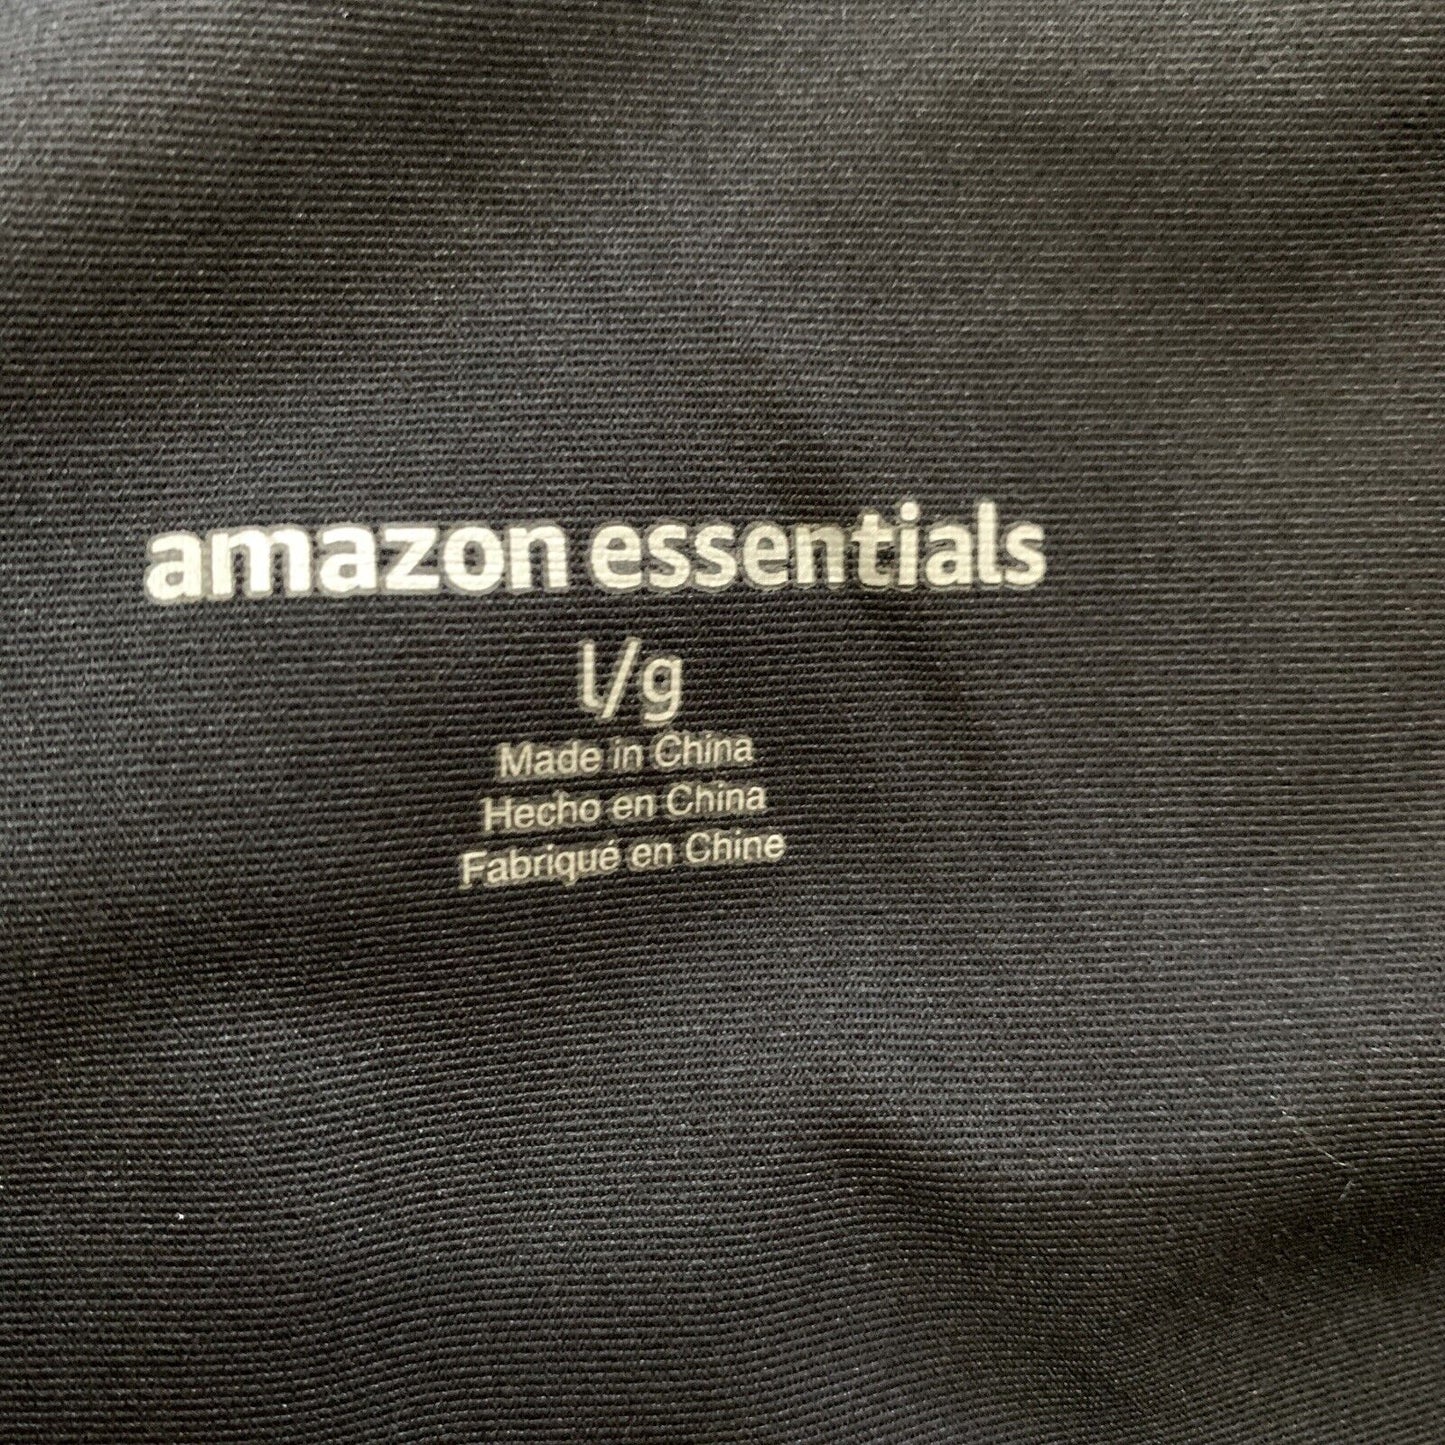 amazon essentials
l/g
Made in China
Hecho en China
Fabriqué en Chine